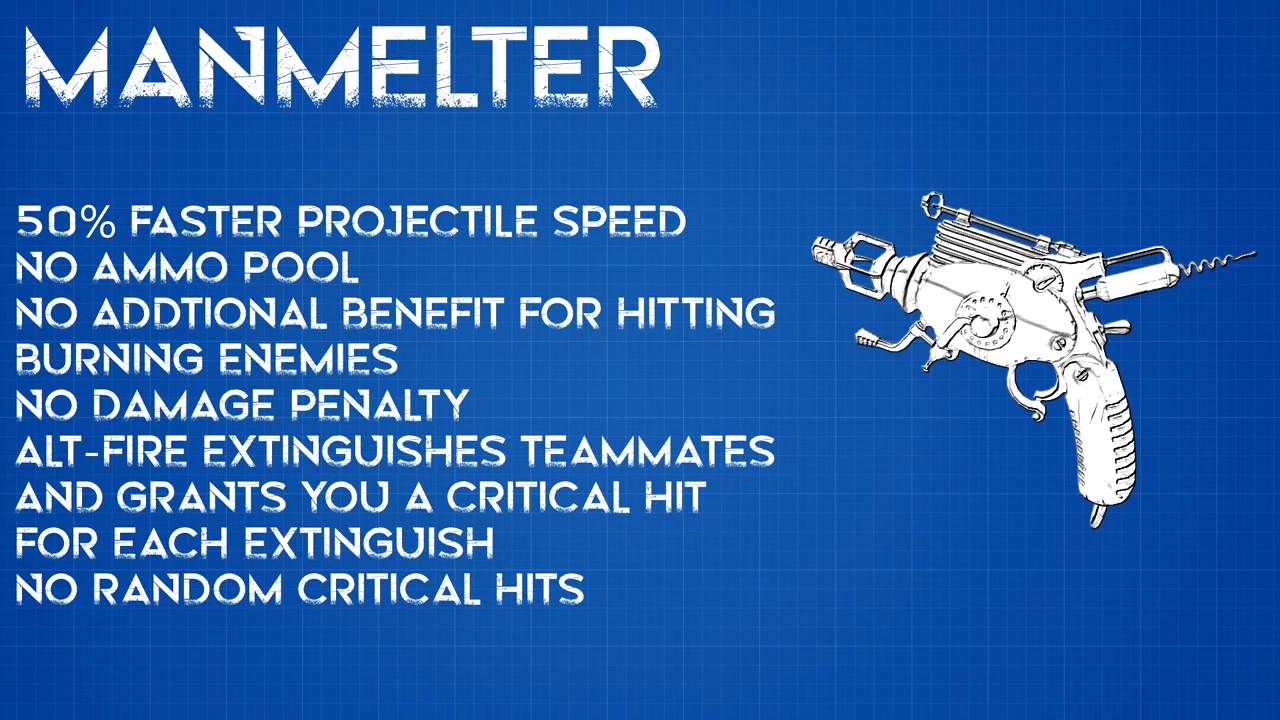 MANMELTER
50% FASTER PROJECTILE SPEED
NO AMMO POOL
NO ADDTIONAL BENEFIT FOR HITTING
BURNING ENEMIES
NO DAMAGE PENALTY
ALT-FIRE EXTINGUISHES TEAMMATES
AND GRANTS YOU A CRITICAL HIT
FOR EACH EXTINGUISH
NO RANDOM CRITICAL HITS